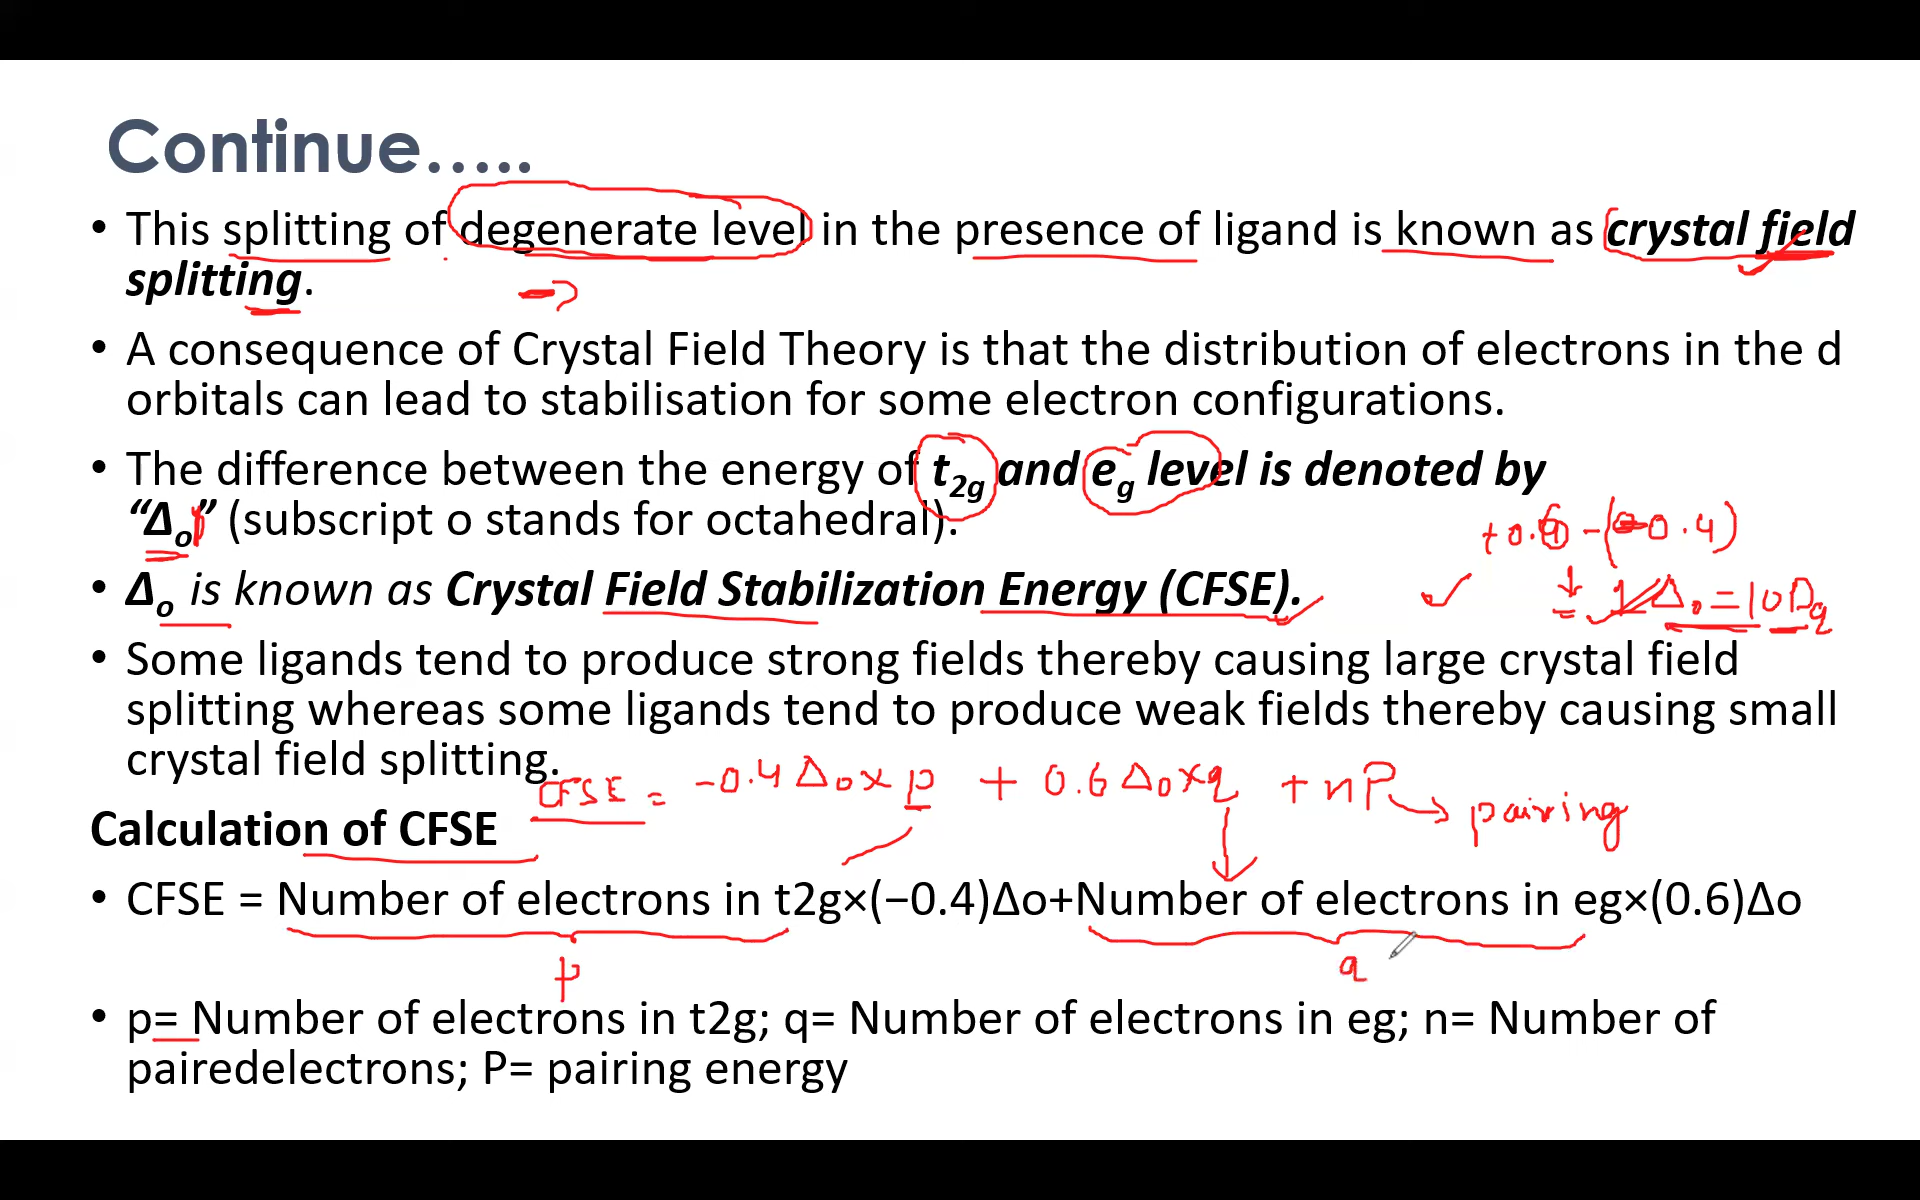 Continue.....
• This splitting of degenerate level in the presence of ligand is known as crystal field
splitting.
• A consequence of Crystal Field Theory is that the distribution of electrons in the d
orbitals can lead to stabilisation for some electron configurations.
• The difference between the energy of t2g and eg level is denoted by
“Δo” (subscript o stands for octahedral).
+0.6 - (-0.4)
• Δo is known as Crystal Field Stabilization Energy (CFSE).
= 1 Δo = 10Dq
• Some ligands tend to produce strong fields thereby causing large crystal field
splitting whereas some ligands tend to produce weak fields thereby causing small
crystal field splitting.
CFSE = -0.4 Δo x p + 0.6 Δo x q + nP → pairing
Calculation of CFSE
• CFSE = Number of electrons in t2g×(−0.4)Δo+Number of electrons in eg×(0.6)Δo
p q
• p= Number of electrons in t2g; q= Number of electrons in eg; n= Number of
pairedelectrons; P= pairing energy